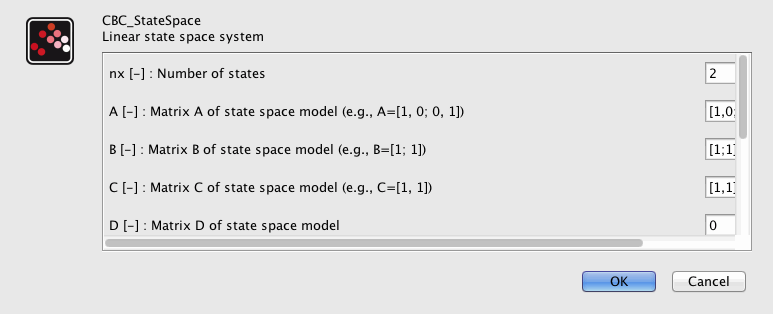 CBC_StateSpace
Linear state space system
nx [-] : Number of states 2
A [-] : Matrix A of state space model (e.g., A=[1, 0; 0, 1]) [1,0;
B [-] : Matrix B of state space model (e.g., B=[1; 1]) [1;1]
C [-] : Matrix C of state space model (e.g., C=[1, 1]) [1,1]
D [-] : Matrix D of state space model 0
OK Cancel